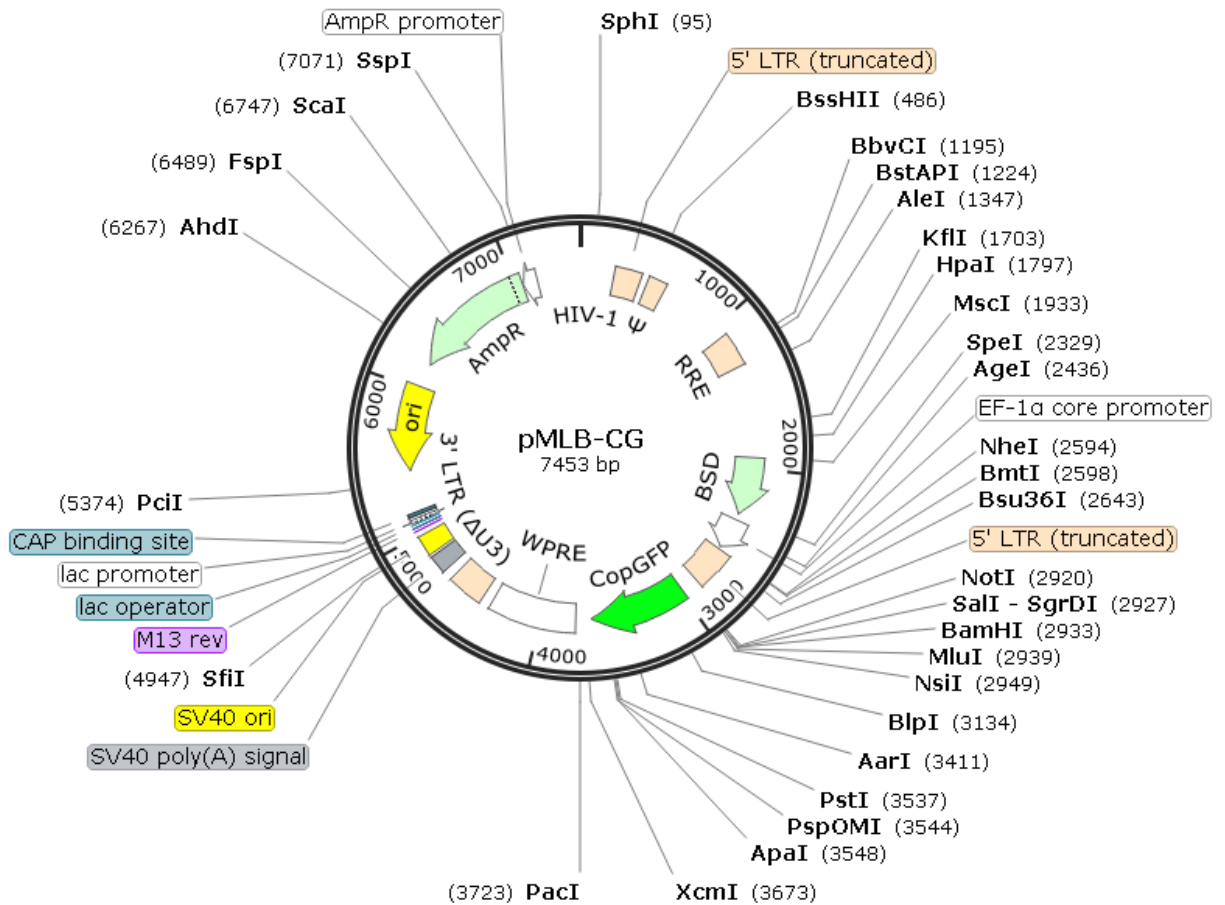 AmpR promoter
SphI (95)
(7071) SspI
5' LTR (truncated)
(6747) ScaI
BssHII (486)
(6489) FspI
BbvCI (1195)
BstAPI (1224)
AleI (1347)
(6267) AhdI
KflI (1703)
HpaI (1797)
MscI (1933)
SpeI (2329)
AgeI (2436)
EF-1α core promoter
NheI (2594)
BmtI (2598)
Bsu36I (2643)
5' LTR (truncated)
NotI (2920)
SalI - SgrDI (2927)
BamHI (2933)
MluI (2939)
NsiI (2949)
BlpI (3134)
AarI (3411)
PstI (3537)
PspOMI (3544)
ApaI (3548)
XcmI (3673)
(3723) PacI
(5374) PciI
CAP binding site
lac promoter
lac operator
M13 rev
(4947) SfiI
SV40 ori
SV40 poly(A) signal
7000
1000
2000
3000
4000
5000
6000
HIV-1 Ψ
AmpR
RRE
ori
pMLB-CG
7453 bp
BSD
3' LTR (ΔU3)
WPRE
CopGFP